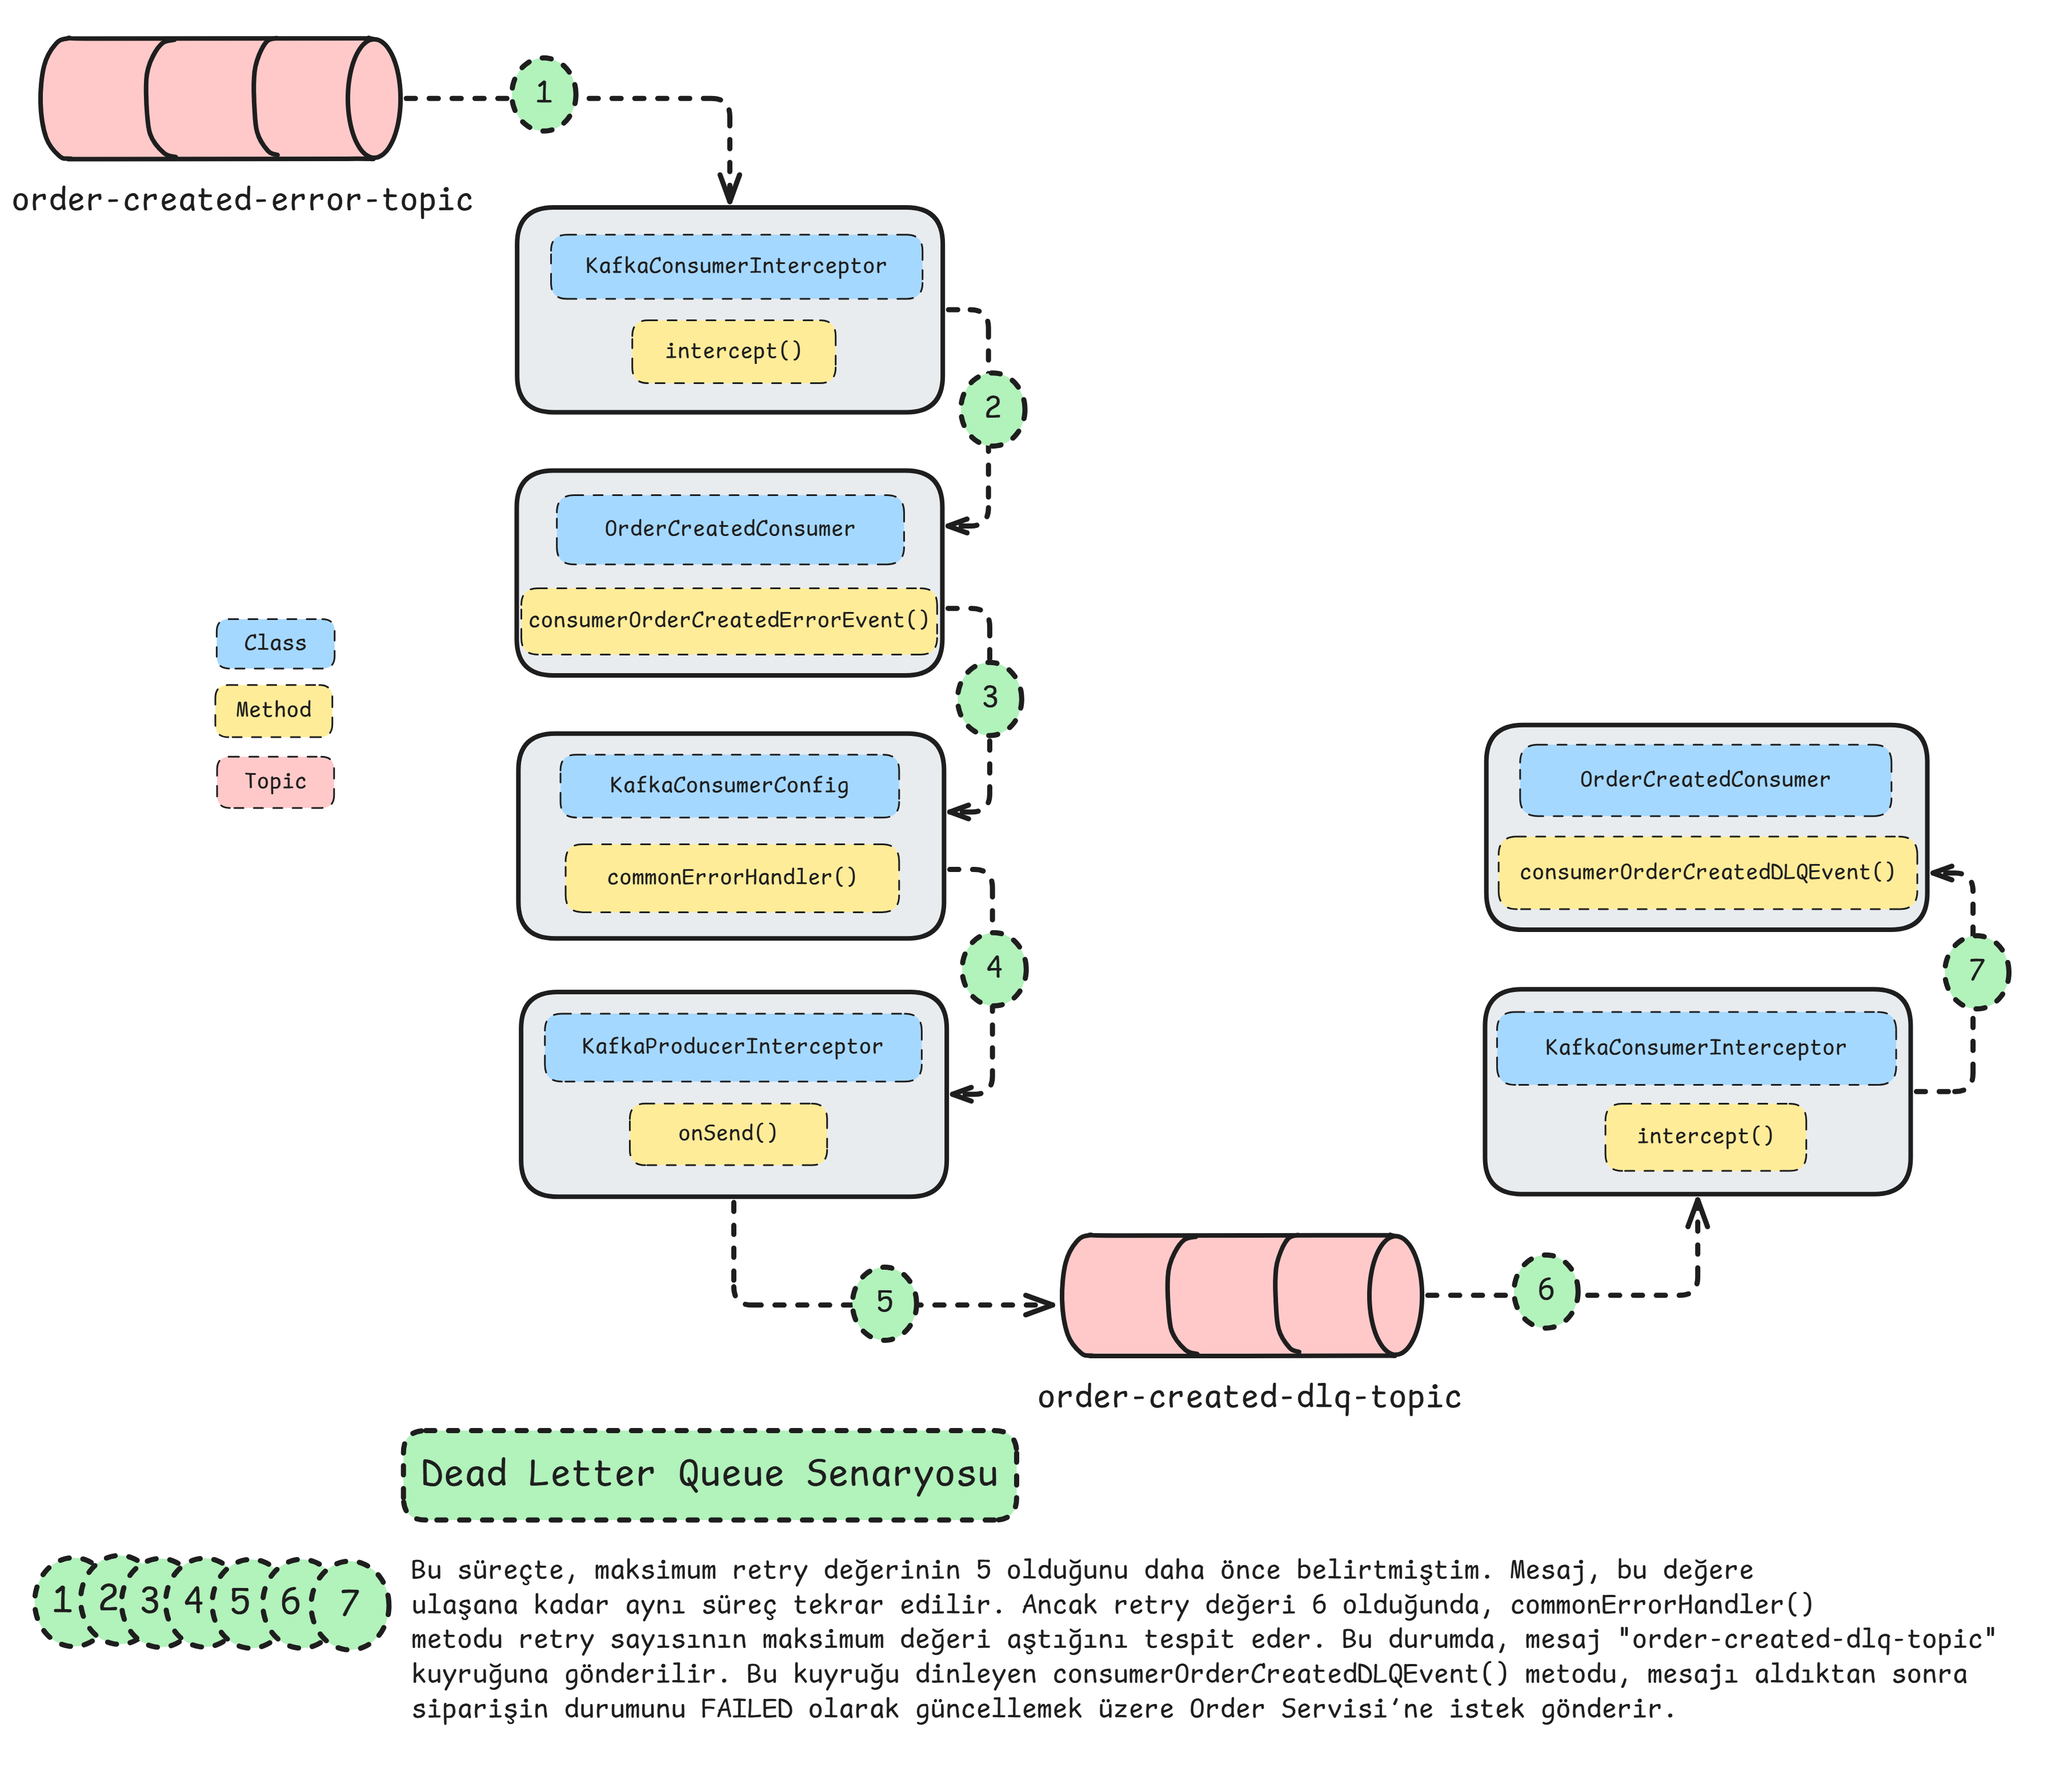 1
order-created-error-topic
KafkaConsumerInterceptor
intercept()
2
OrderCreatedConsumer
consumerOrderCreatedErrorEvent()
3
KafkaConsumerConfig
commonErrorHandler()
4
KafkaProducerInterceptor
onSend()
5
order-created-dlq-topic
6
KafkaConsumerInterceptor
intercept()
7
OrderCreatedConsumer
consumerOrderCreatedDLQEvent()
Class
Method
Topic
Dead Letter Queue Senaryosu
1 2 3 4 5 6 7
Bu süreçte, maksimum retry değerinin 5 olduğunu daha önce belirtmiştim. Mesaj, bu değere
ulaşana kadar aynı süreç tekrar edilir. Ancak retry değeri 6 olduğunda, commonErrorHandler()
metodu retry sayısının maksimum değeri aştığını tespit eder. Bu durumda, mesaj "order-created-dlq-topic"
kuyruğuna gönderilir. Bu kuyruğu dinleyen consumerOrderCreatedDLQEvent() metodu, mesajı aldıktan sonra
siparişin durumunu FAILED olarak güncellemek üzere Order Servisi’ne istek gönderir.